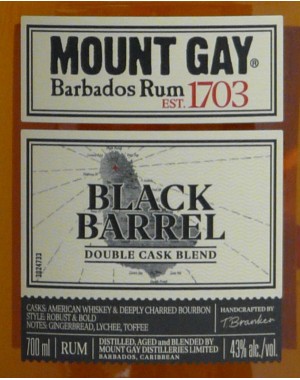 MOUNT GAY®
Barbados Rum EST. 1703
BLACK
BARREL
DOUBLE CASK BLEND
CASKS: AMERICAN WHISKEY & DEEPLY CHARRED BOURBON
STYLE: ROBUST & BOLD
NOTES: GINGERBREAD, LYCHEE, TOFFEE
HANDCRAFTED BY
T. Branker
700 ml | RUM
DISTILLED, AGED and BLENDED BY
MOUNT GAY DISTILLERIES LIMITED
BARBADOS, CARIBBEAN
43% alc./vol.